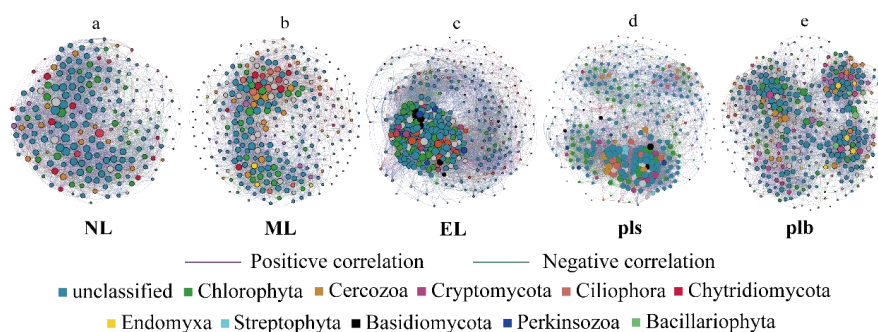 a b c d e
NL ML EL pls plb
Positicve correlation Negative correlation
unclassified Chlorophyta Cercozoa Cryptomycota Ciliophora Chytridiomycota
Endomyxa Streptophyta Basidiomycota Perkinsozoa Bacillariophyta